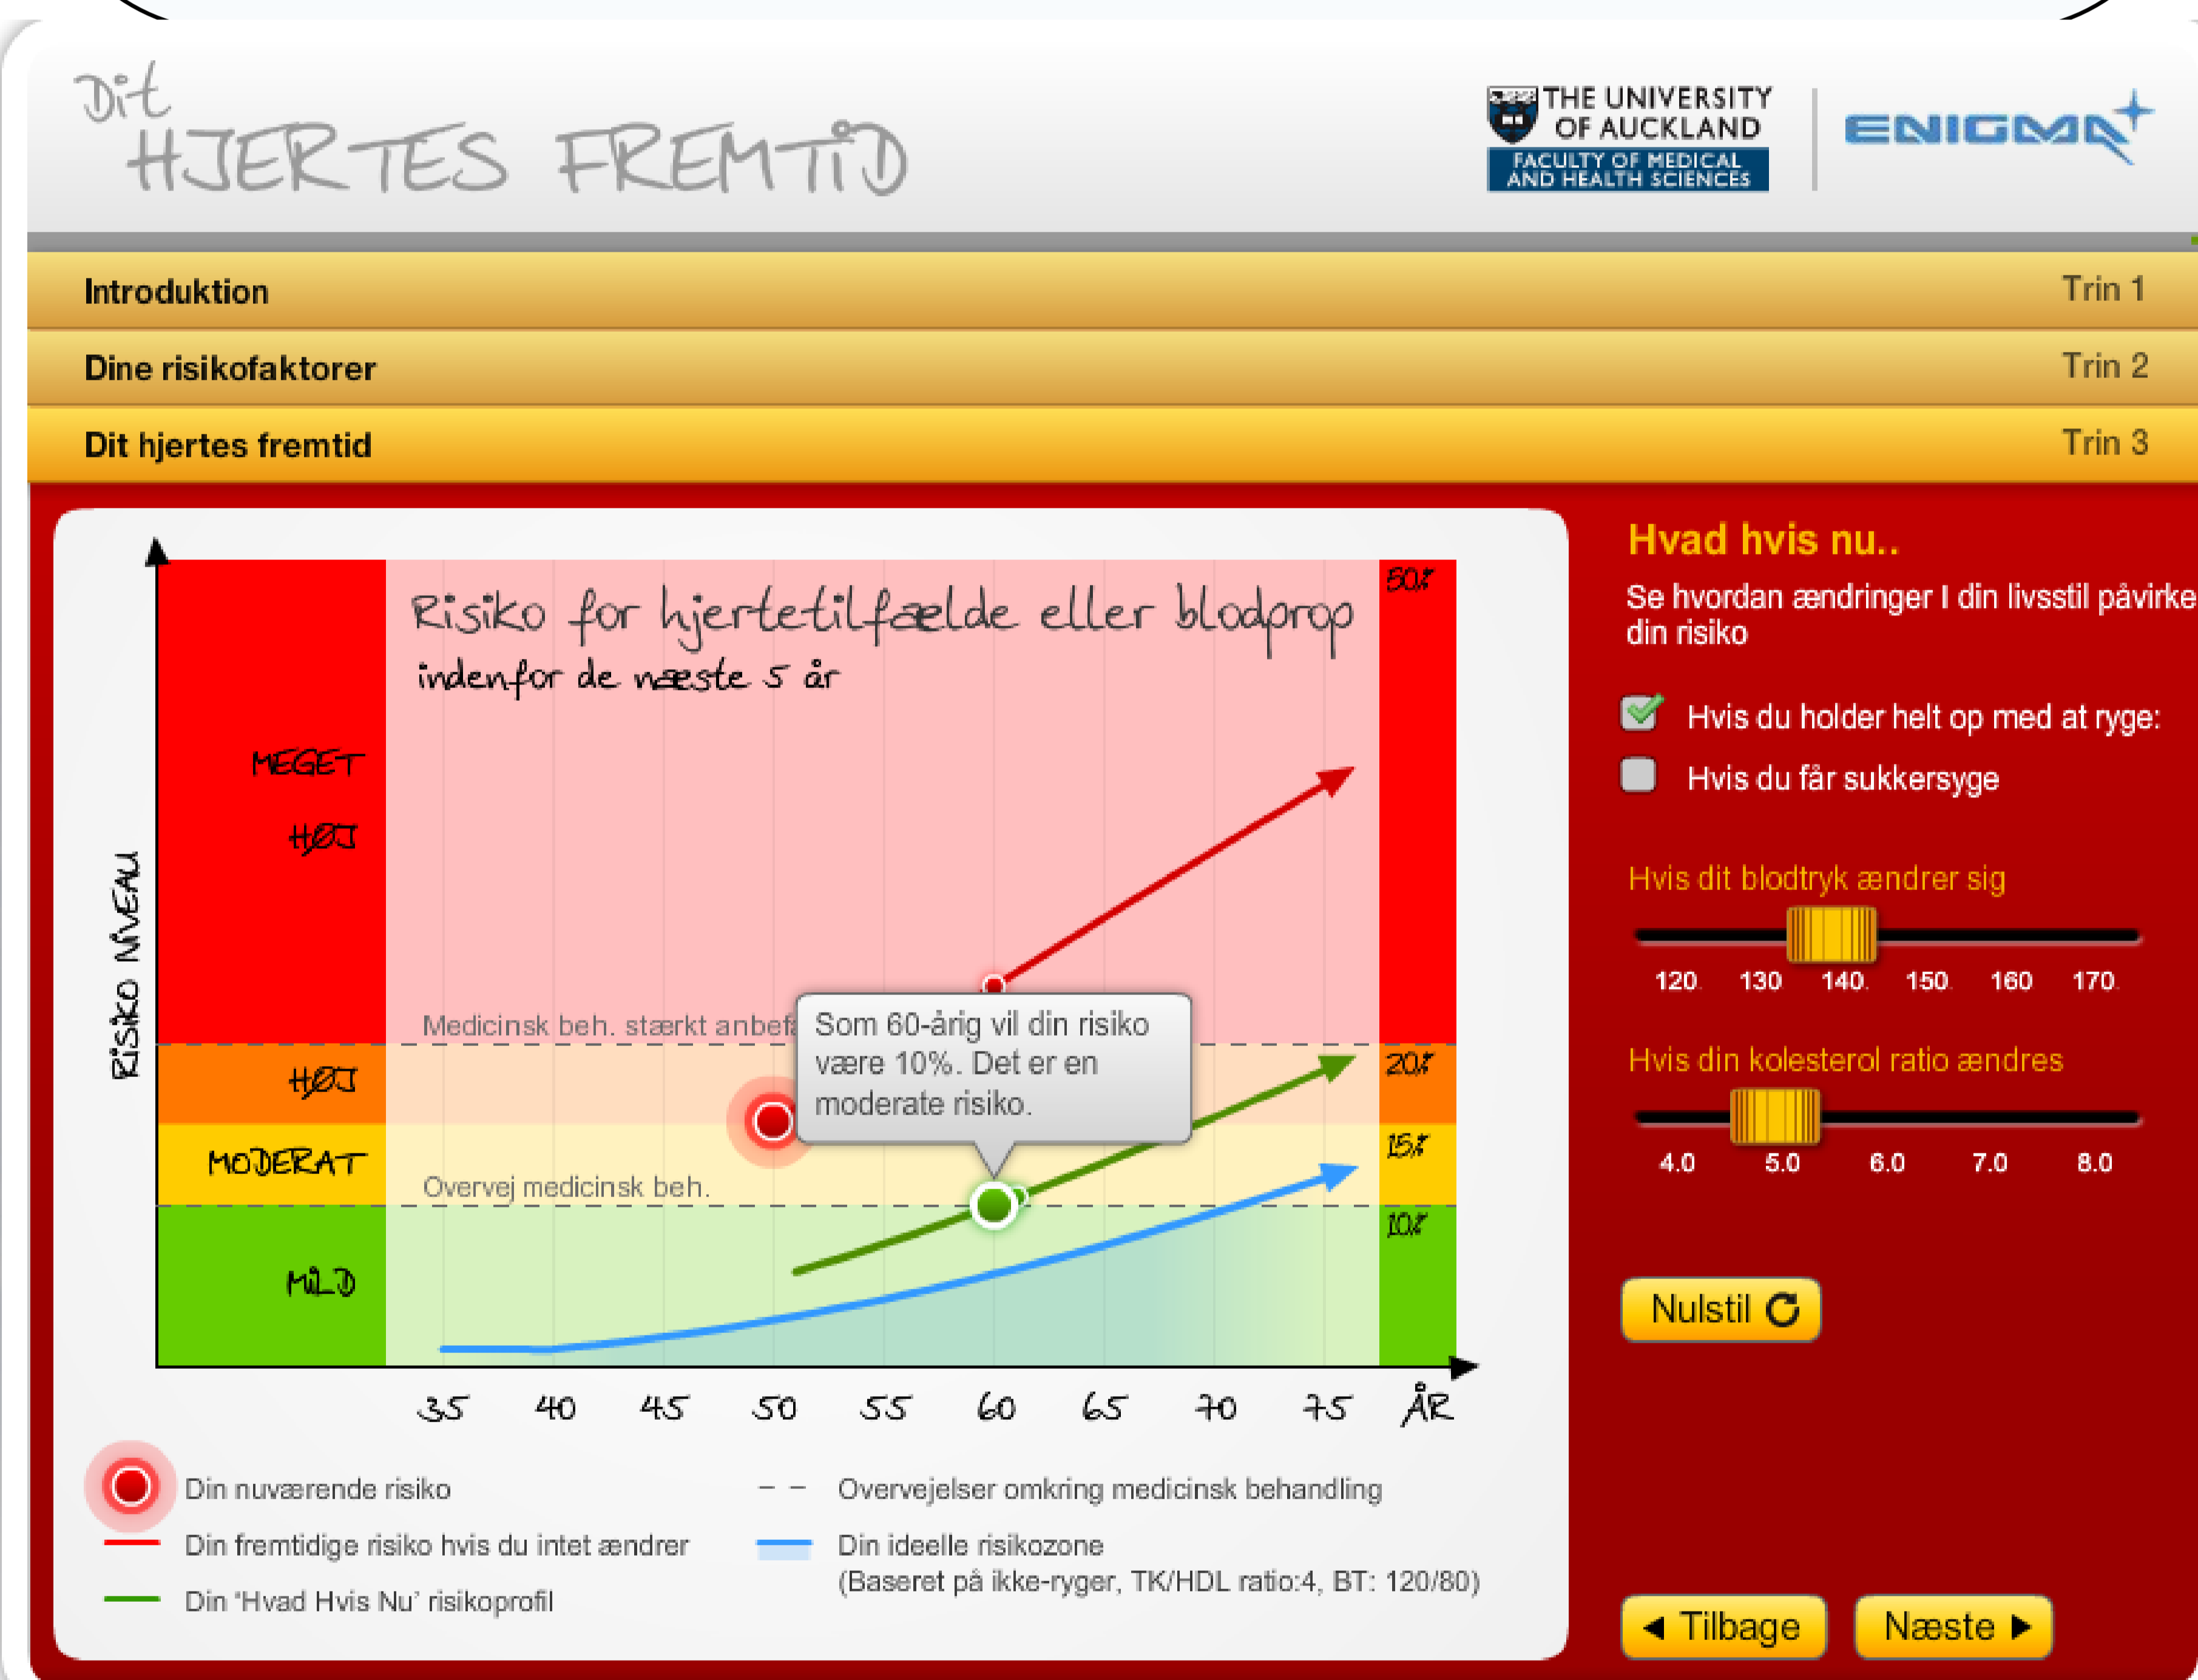 Dit
HJERTES FREMTID
THE UNIVERSITY
OF AUCKLAND
FACULTY OF MEDICAL
AND HEALTH SCIENCES
ENIGMA
Introduktion
Trin 1
Dine risikofaktorer
Trin 2
Dit hjertes fremtid
Trin 3
Risiko for hjertetilfælde eller blodprop
indenfor de næste 5 år
50%
MEGET
HØJ
RISIKO NIVEAU
Medicinsk beh. stærkt
HØJ
20%
Som 60-årig vil din risiko
være 10%. Det er en
moderate risiko.
MODERAT
15%
Overvej medicinsk beh.
10%
MILD
35 40 45 50 55 60 65 70 75 ÅR
Din nuværende risiko
Din fremtidige risiko hvis du intet ændrer
Din 'Hvad Hvis Nu' risikoprofil
Overvejelser omkring medicinsk behandling
Din ideelle risikozone
(Baseret på ikke-ryger, TK/HDL ratio:4, BT: 120/80)
Hvad hvis nu..
Se hvordan ændringer I din livsstil påvirke
din risiko
Hvis du holder helt op med at ryge:
Hvis du får sukkersyge
Hvis dit blodtryk ændrer sig
120. 130 140. 150. 160 170.
Hvis din kolesterol ratio ændres
4.0 5.0 6.0 7.0 8.0
Nulstil
Tilbage
Næste